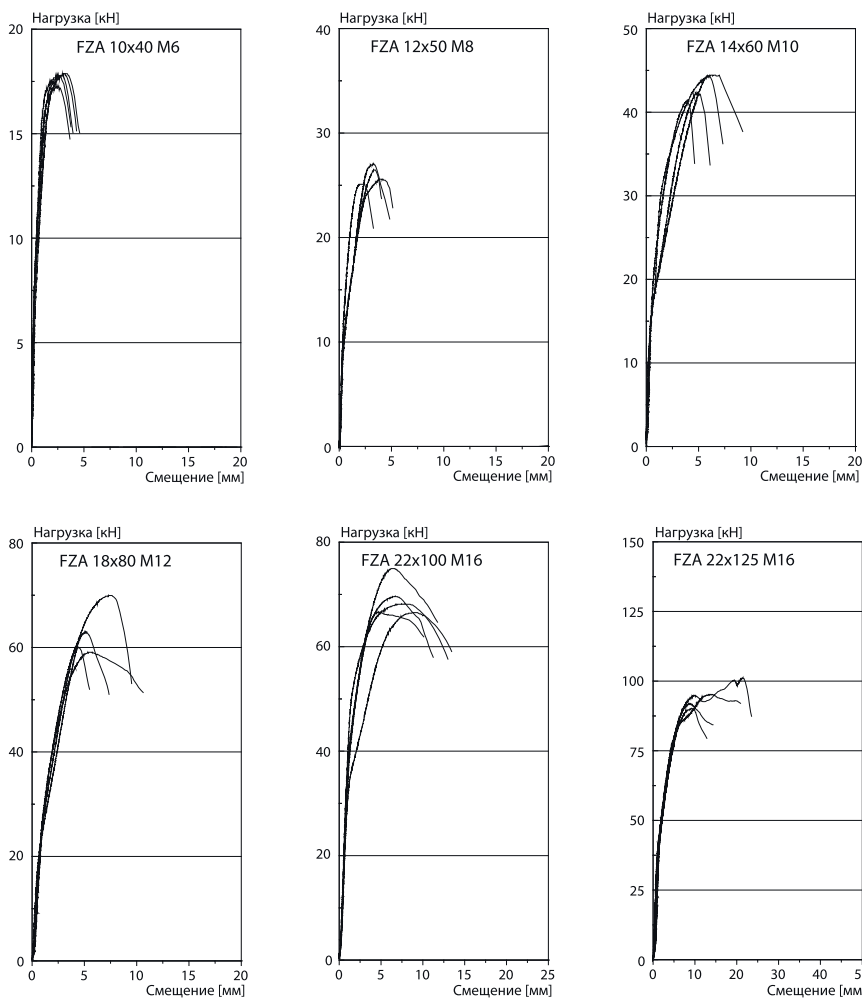 Нагрузка [кН]
FZA 10x40 M6
20
15
10
5
0
0 5 10 15 20
Смещение [мм]
Нагрузка [кН]
FZA 12x50 M8
40
30
20
10
0
0 5 10 15 20
Смещение [мм]
Нагрузка [кН]
FZA 14x60 M10
50
40
30
20
10
0
0 5 10 15 20
Смещение [мм]
Нагрузка [кН]
FZA 18x80 M12
80
60
40
20
0
0 5 10 15 20
Смещение [мм]
Нагрузка [кН]
FZA 22x100 M16
80
60
40
20
0
0 5 10 15 20 25
Смещение [мм]
Нагрузка [кН]
FZA 22x125 M16
150
125
100
75
50
25
0
0 10 20 30 40 50
Смещение [мм]